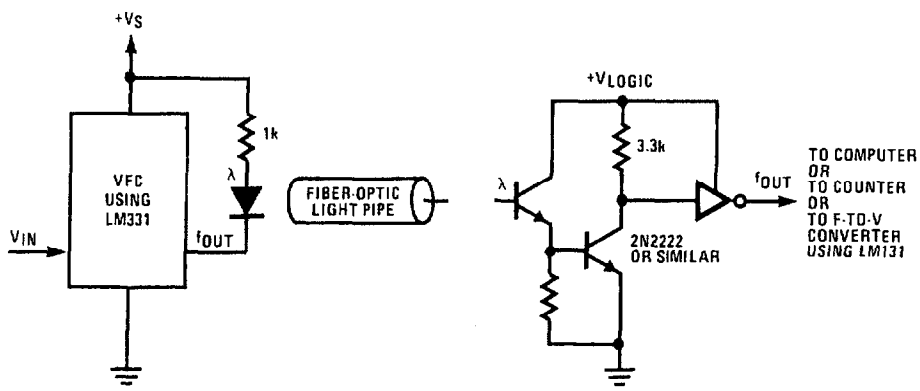 +VS
1k
λ
VFC
USING
LM331
VIN
fOUT
FIBER-OPTIC
LIGHT PIPE
+VLOGIC
3.3k
λ
2N2222
OR SIMILAR
fOUT
TO COMPUTER
OR
TO COUNTER
OR
TO F-TO-V
CONVERTER
USING LM131